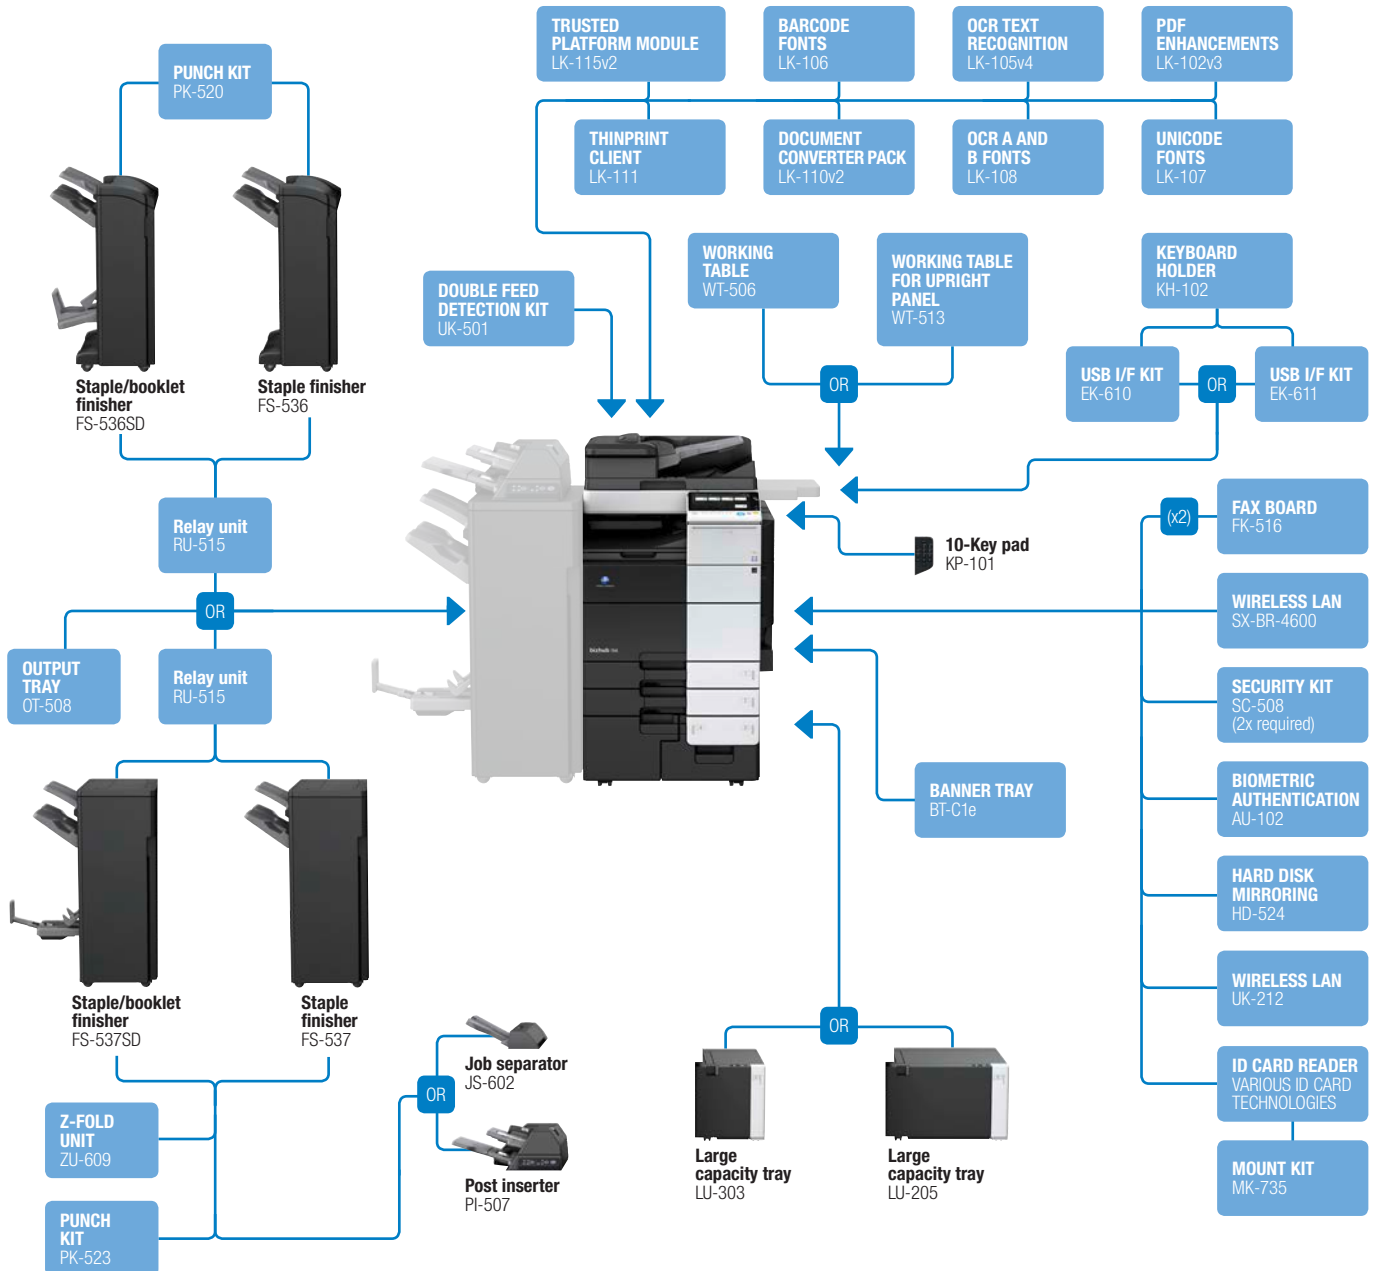 TRUSTED
PLATFORM MODULE
LK-115v2
BARCODE
FONTS
LK-106
OCR TEXT
RECOGNITION
LK-105v4
PDF
ENHANCEMENTS
LK-102v3
PUNCH KIT
PK-520
THINPRINT
CLIENT
LK-111
DOCUMENT
CONVERTER PACK
LK-110v2
OCR A AND
B FONTS
LK-108
UNICODE
FONTS
LK-107
WORKING
TABLE
WT-506
WORKING TABLE
FOR UPRIGHT
PANEL
WT-513
KEYBOARD
HOLDER
KH-102
DOUBLE FEED
DETECTION KIT
UK-501
OR
USB I/F KIT
EK-610
OR
USB I/F KIT
EK-611
Staple/booklet
finisher
FS-536SD
Staple finisher
FS-536
Relay unit
RU-515
(x2)
FAX BOARD
FK-516
10-Key pad
KP-101
OR
WIRELESS LAN
SX-BR-4600
bizhub
OUTPUT
TRAY
OT-508
Relay unit
RU-515
SECURITY KIT
SC-508
(2x required)
BANNER TRAY
BT-C1e
BIOMETRIC
AUTHENTICATION
AU-102
HARD DISK
MIRRORING
HD-524
WIRELESS LAN
UK-212
Staple/booklet
finisher
FS-537SD
Staple
finisher
FS-537
OR
Job separator
JS-602
OR
ID CARD READER
VARIOUS ID CARD
TECHNOLOGIES
Z-FOLD
UNIT
ZU-609
Post inserter
PI-507
Large
capacity tray
LU-303
Large
capacity tray
LU-205
MOUNT KIT
MK-735
PUNCH
KIT
PK-523